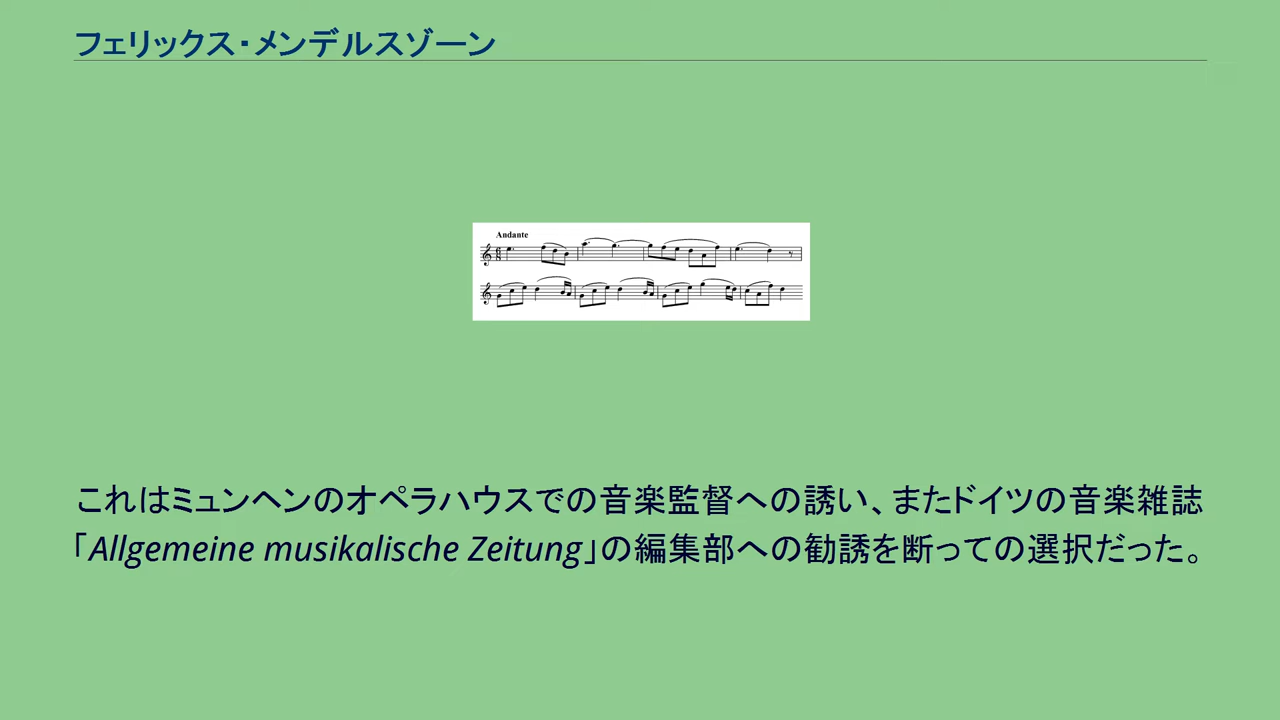 フェリックス・メンデルスゾーン
Andante
これはミュンヘンのオペラハウスでの音楽監督への誘い、またドイツの音楽雑誌
「Allgemeine musikalische Zeitung」の編集部への勧誘を断っての選択だった。